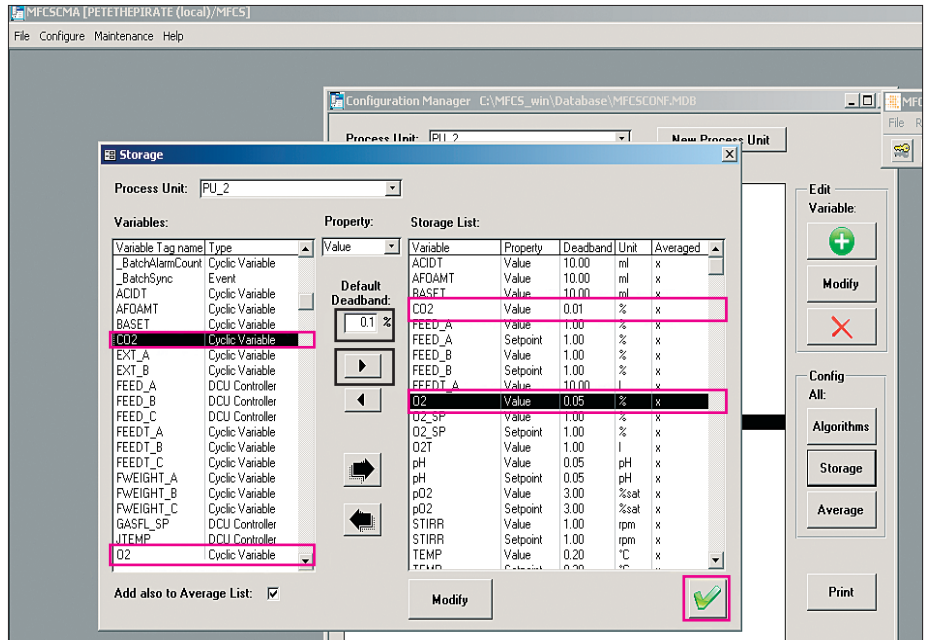 MFCSCMA [PETETHEPIRATE (local)/MFCS]
File Configure Maintenance Help
Configuration Manager C:\MFCS_win\Database\MFCSCONF.MDB
MFC
File R
Process Unit: PU_2 New Process Unit
Storage
Process Unit: PU_2
Variables: Property: Storage List:
Value
Default
Deadband:
0.1 %
Variable Tag name Type
_BatchAlarmCount Cyclic Variable
_BatchSync Event
ACIDT Cyclic Variable
AFOAMT Cyclic Variable
BASET Cyclic Variable
CO2 Cyclic Variable
EXT_A Cyclic Variable
EXT_B Cyclic Variable
FEED_A DCU Controller
FEED_B DCU Controller
FEED_C DCU Controller
FEEDT_A Cyclic Variable
FEEDT_B Cyclic Variable
FEEDT_C Cyclic Variable
FWEIGHT_A Cyclic Variable
FWEIGHT_B Cyclic Variable
FWEIGHT_C Cyclic Variable
GASFL_SP DCU Controller
JTEMP DCU Controller
O2 Cyclic Variable
Variable Property Deadband Unit Averaged
ACIDT Value 10.00 ml x
AFOAMT Value 10.00 ml x
BASET Value 10.00 ml x
CO2 Value 0.01 % x
FEED_A Value 1.00 % x
FEED_A Setpoint 1.00 % x
FEED_B Value 1.00 % x
FEED_B Setpoint 1.00 % x
FEEDT_A Value 10.00 l x
O2 Value 0.05 % x
O2_SP Value 1.00 % x
O2_SP Setpoint 1.00 % x
O2T Value 1.00 l x
pH Value 0.05 pH x
pH Setpoint 0.05 pH x
pO2 Value 3.00 %sat x
pO2 Setpoint 3.00 %sat x
STIRR Value 1.00 rpm x
STIRR Setpoint 1.00 rpm x
TEMP Value 0.20 °C x
TEMP Setpoint 0.20 °C x
Add also to Average List:
Modify
Edit
Variable:
Modify
Config
All:
Algorithms
Storage
Average
Print